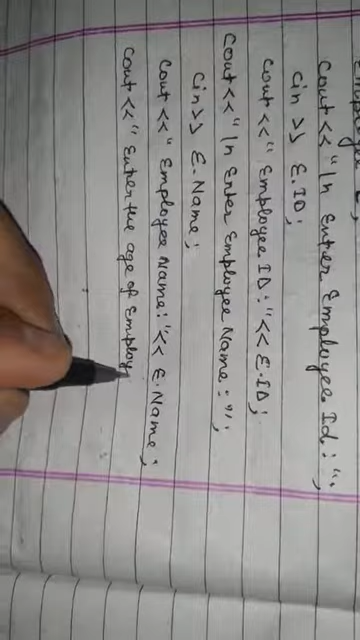 Employee E;
cout<<"\n Enter Employee Id:";
cin >> E.ID;
cout<<" Employee ID:"<< E.ID;
cout<<"\n Enter Employee Name:";
cin>> E.Name;
cout <<" Employee Name:"<< E.Name;
cout <<" Enter the age of Employ